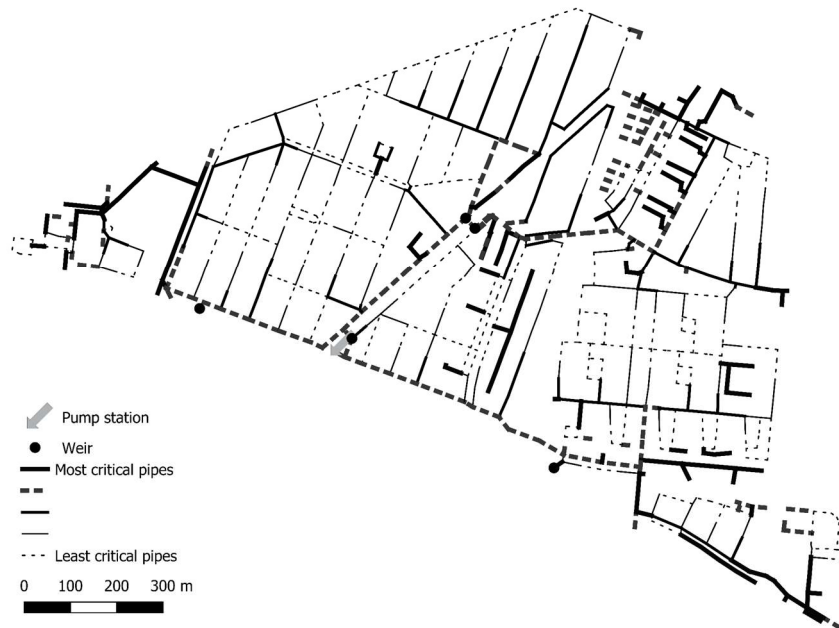 Pump station
Weir
Most critical pipes
Least critical pipes
0 100 200 300 m